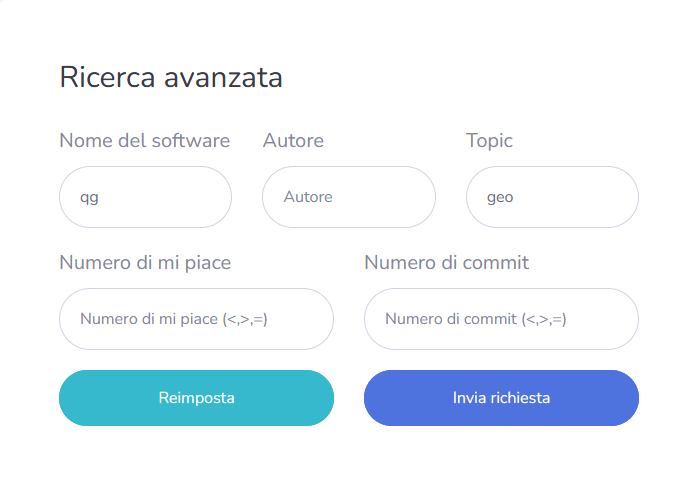 Ricerca avanzata
Nome del software Autore Topic
qg Autore geo
Numero di mi piace Numero di commit
Numero di mi piace (<,>,=) Numero di commit (<,>,=)
Reimposta Invia richiesta